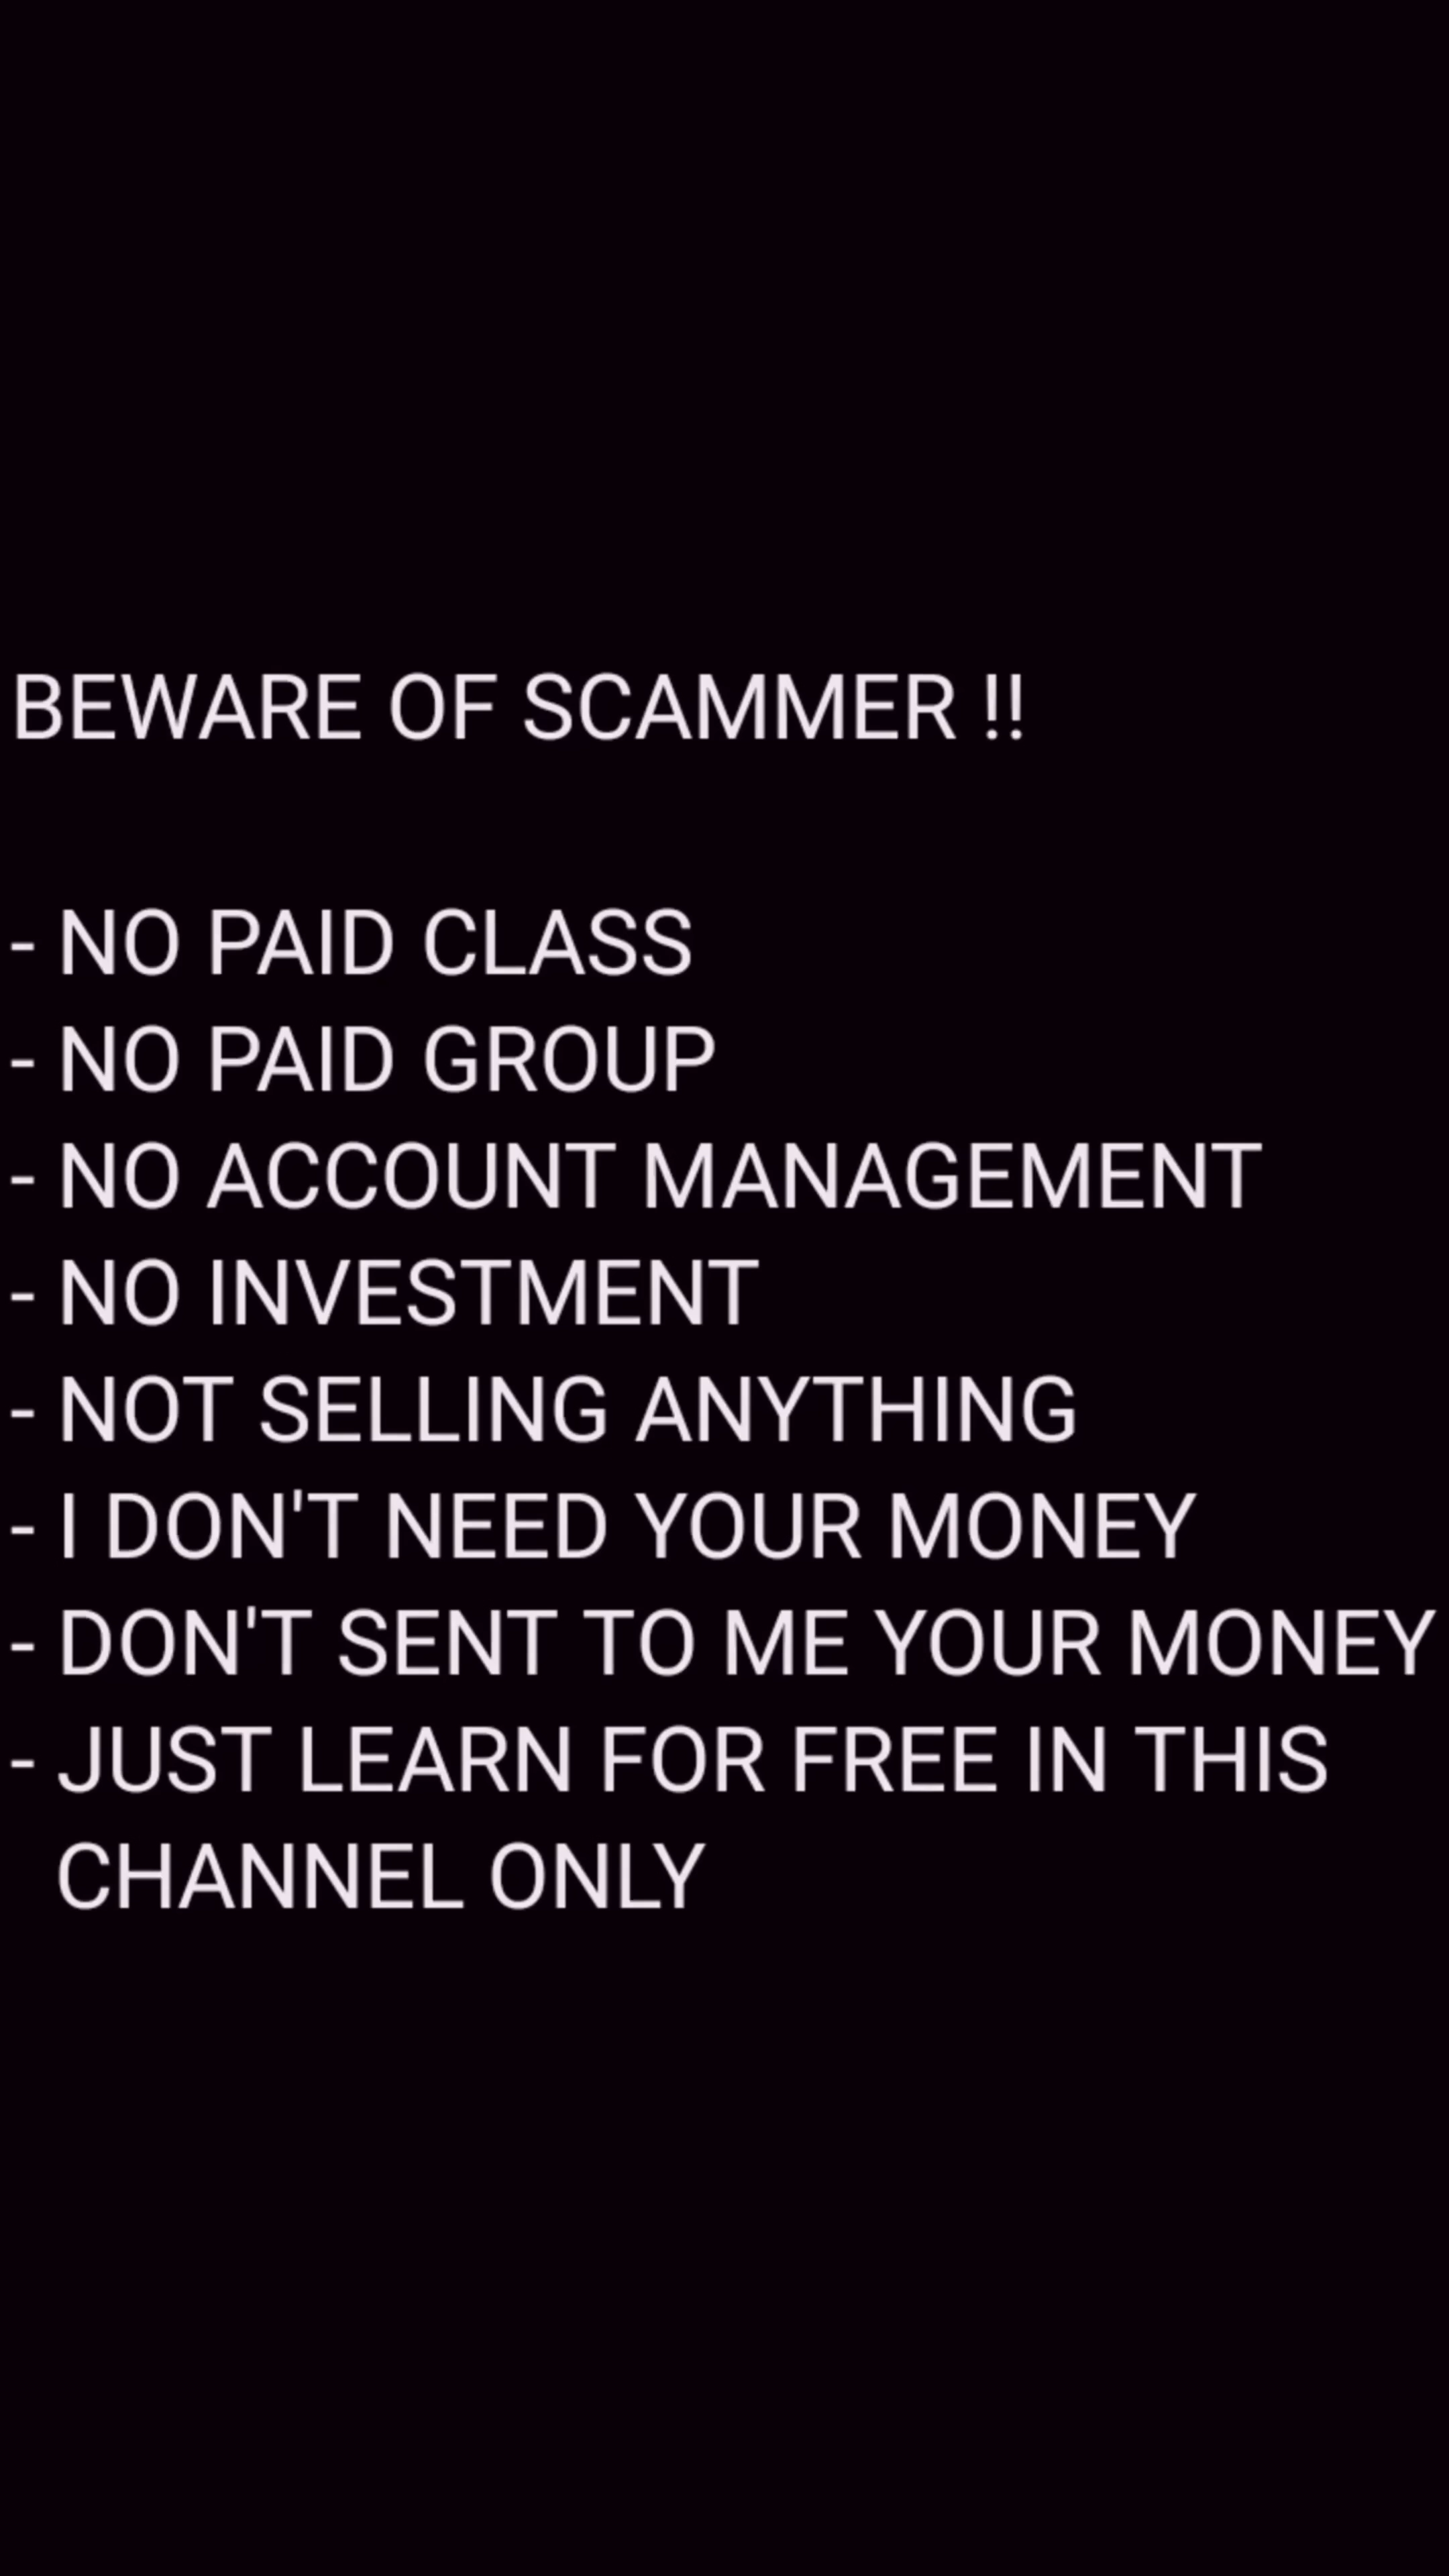 BEWARE OF SCAMMER !!
- NO PAID CLASS
- NO PAID GROUP
- NO ACCOUNT MANAGEMENT
- NO INVESTMENT
- NOT SELLING ANYTHING
- I DON'T NEED YOUR MONEY
- DON'T SENT TO ME YOUR MONEY
- JUST LEARN FOR FREE IN THIS
CHANNEL ONLY